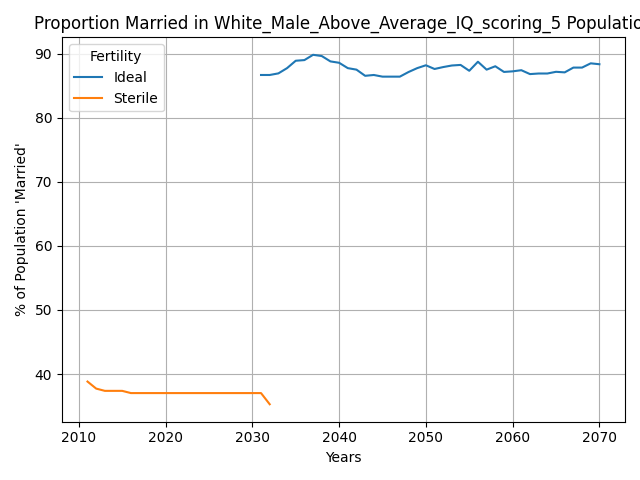 Proportion Married in White_Male_Above_Average_IQ_scoring_5 Populatio
Fertility
Ideal
Sterile
% of Population 'Married'
90
80
70
60
50
40
2010 2020 2030 2040 2050 2060 2070
Years